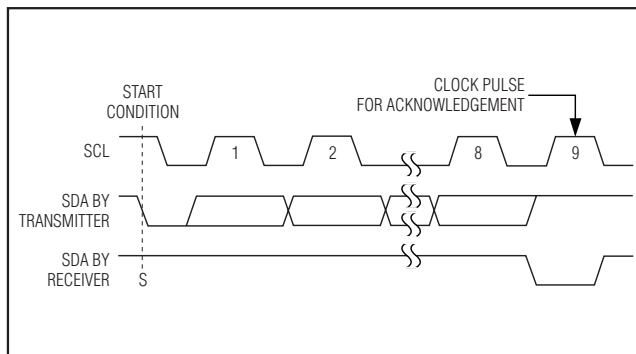 START
CONDITION
CLOCK PULSE
FOR ACKNOWLEDGEMENT
SCL
1
2
8
9
SDA BY
TRANSMITTER
SDA BY
RECEIVER
S